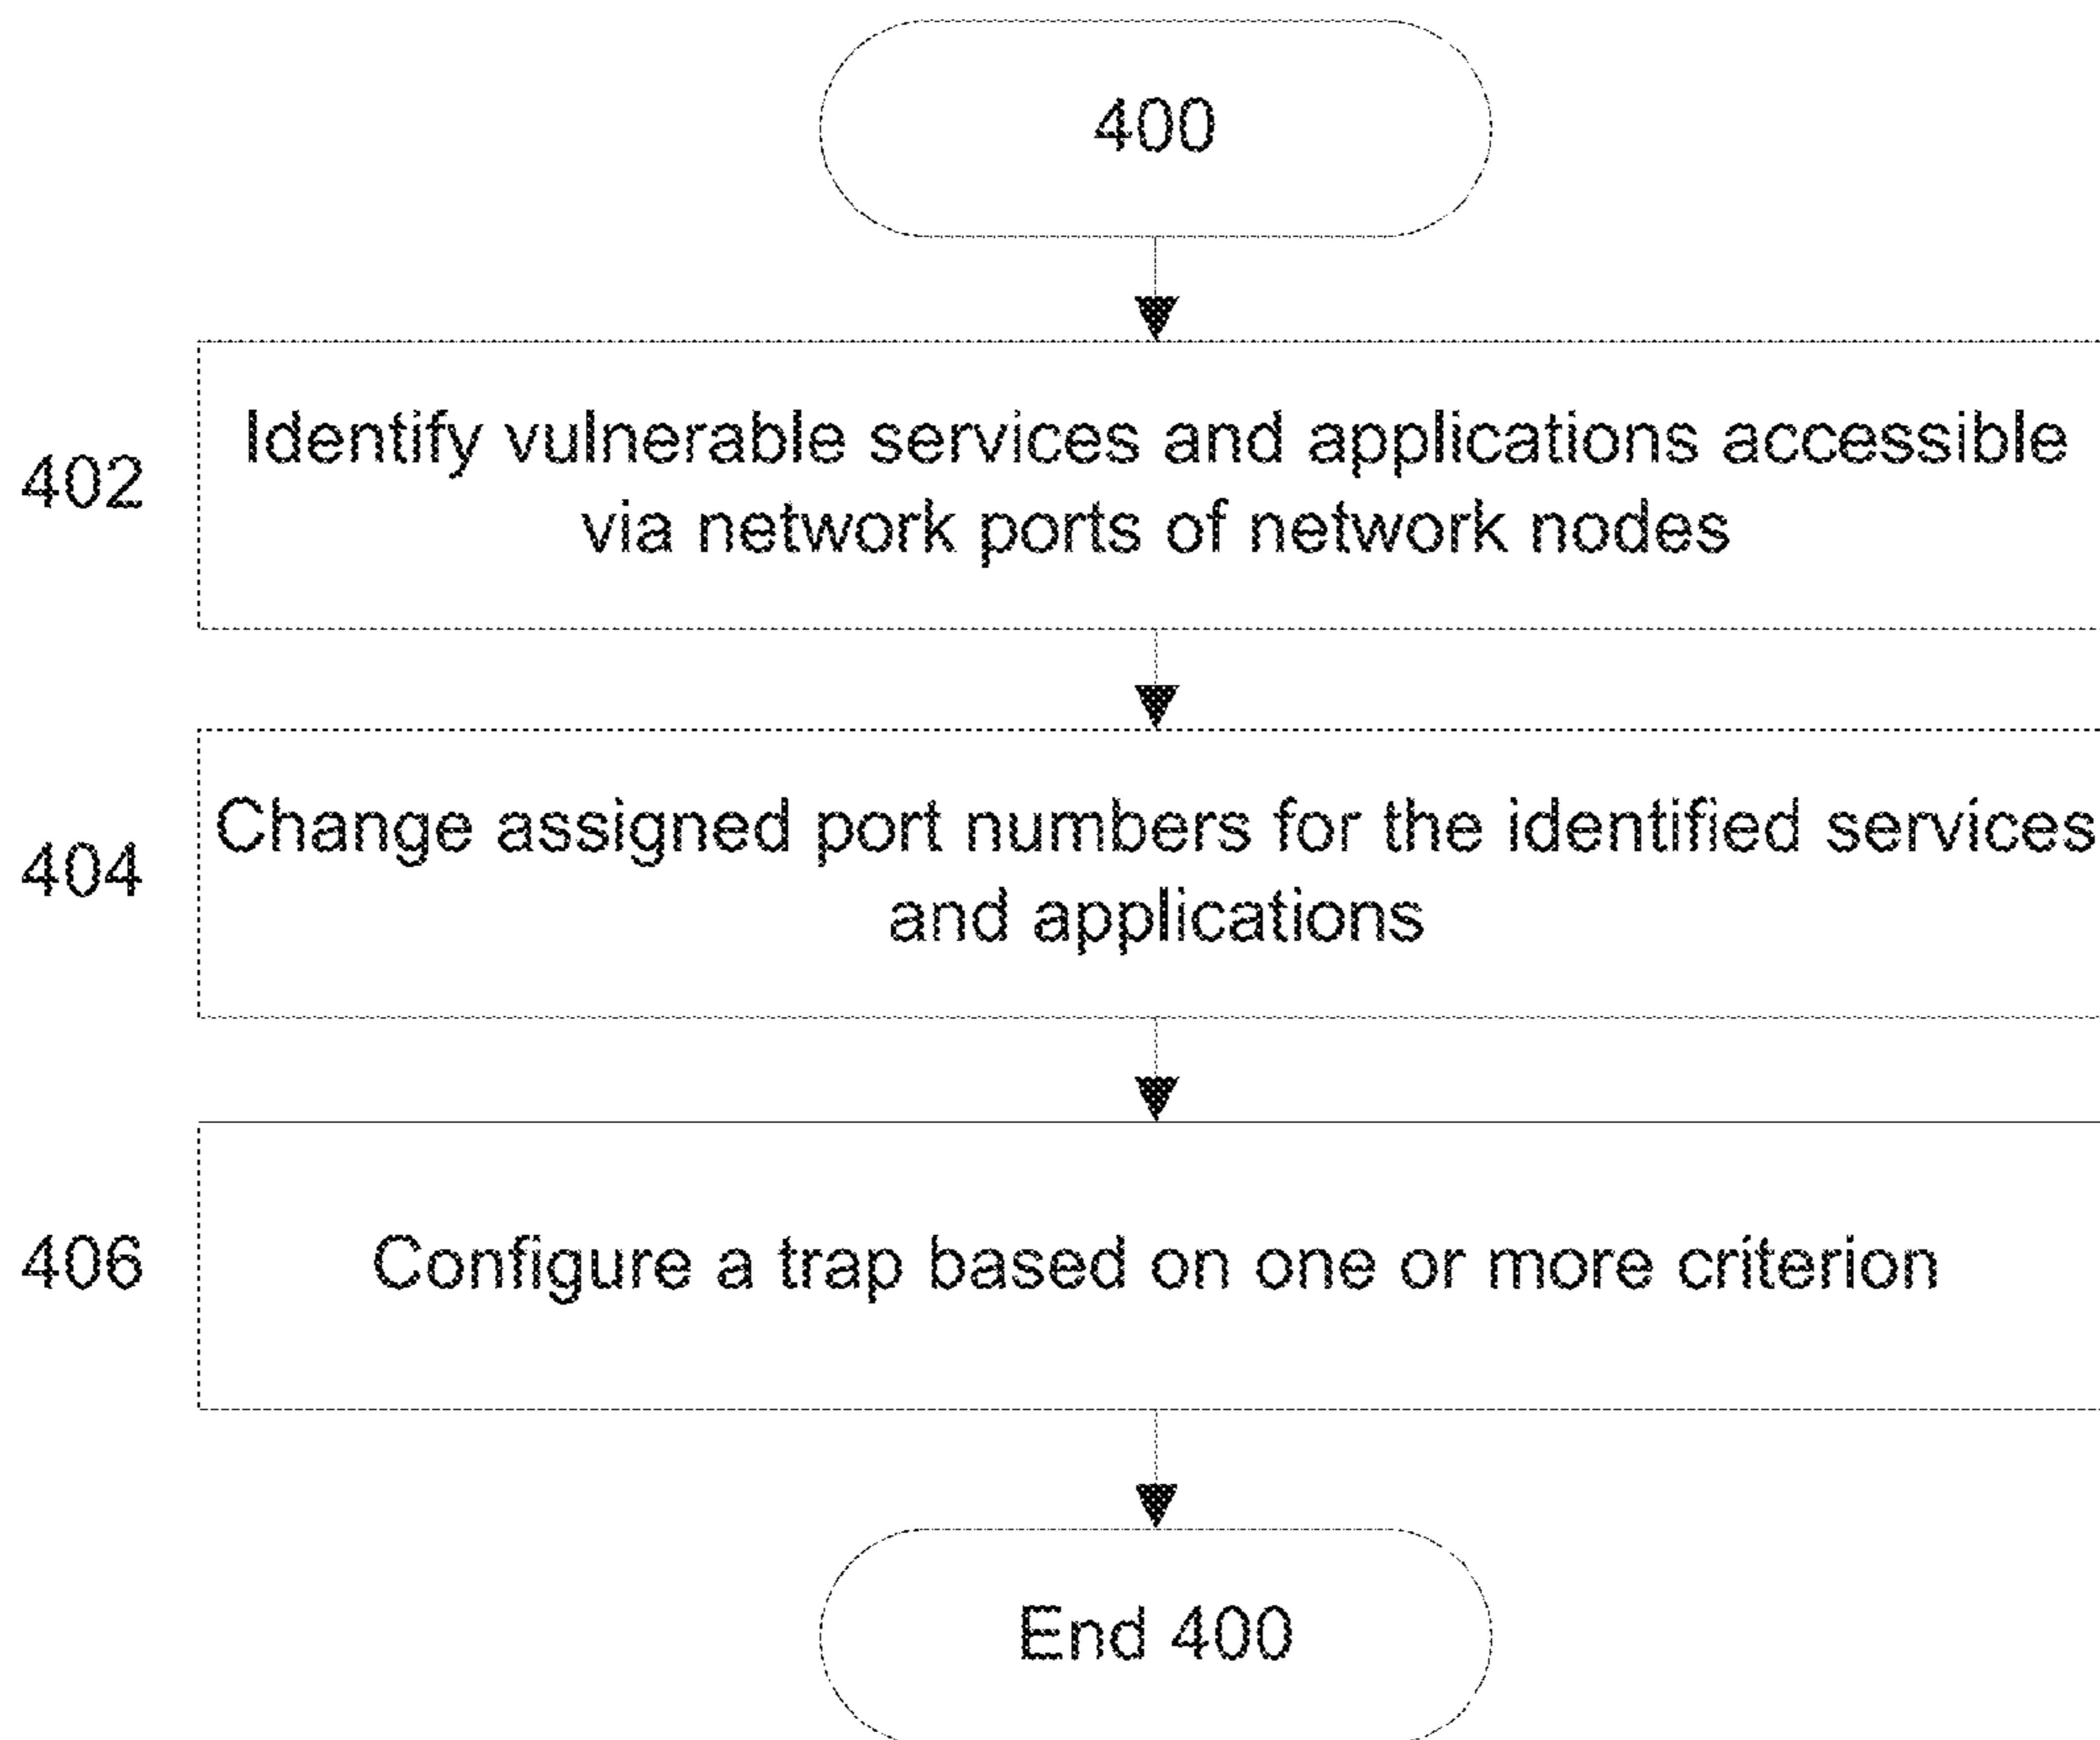 400
402
Identify vulnerable services and applications accessible
via network ports of network nodes
404
Change assigned port numbers for the identified services
and applications
406
Configure a trap based on one or more criterion
End 400